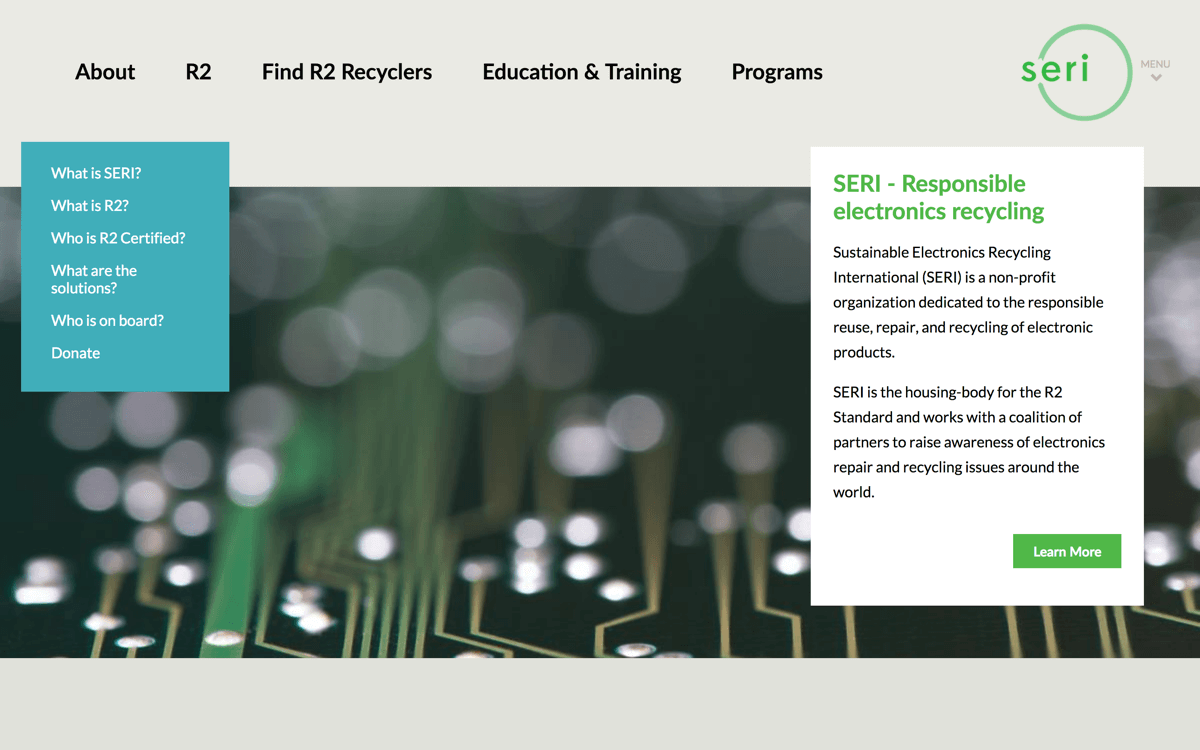 About R2 Find R2 Recyclers Education & Training Programs
seri
MENU
What is SERI?
What is R2?
Who is R2 Certified?
What are the
solutions?
Who is on board?
Donate
SERI - Responsible
electronics recycling
Sustainable Electronics Recycling
International (SERI) is a non-profit
organization dedicated to the responsible
reuse, repair, and recycling of electronic
products.
SERI is the housing-body for the R2
Standard and works with a coalition of
partners to raise awareness of electronics
repair and recycling issues around the
world.
Learn More